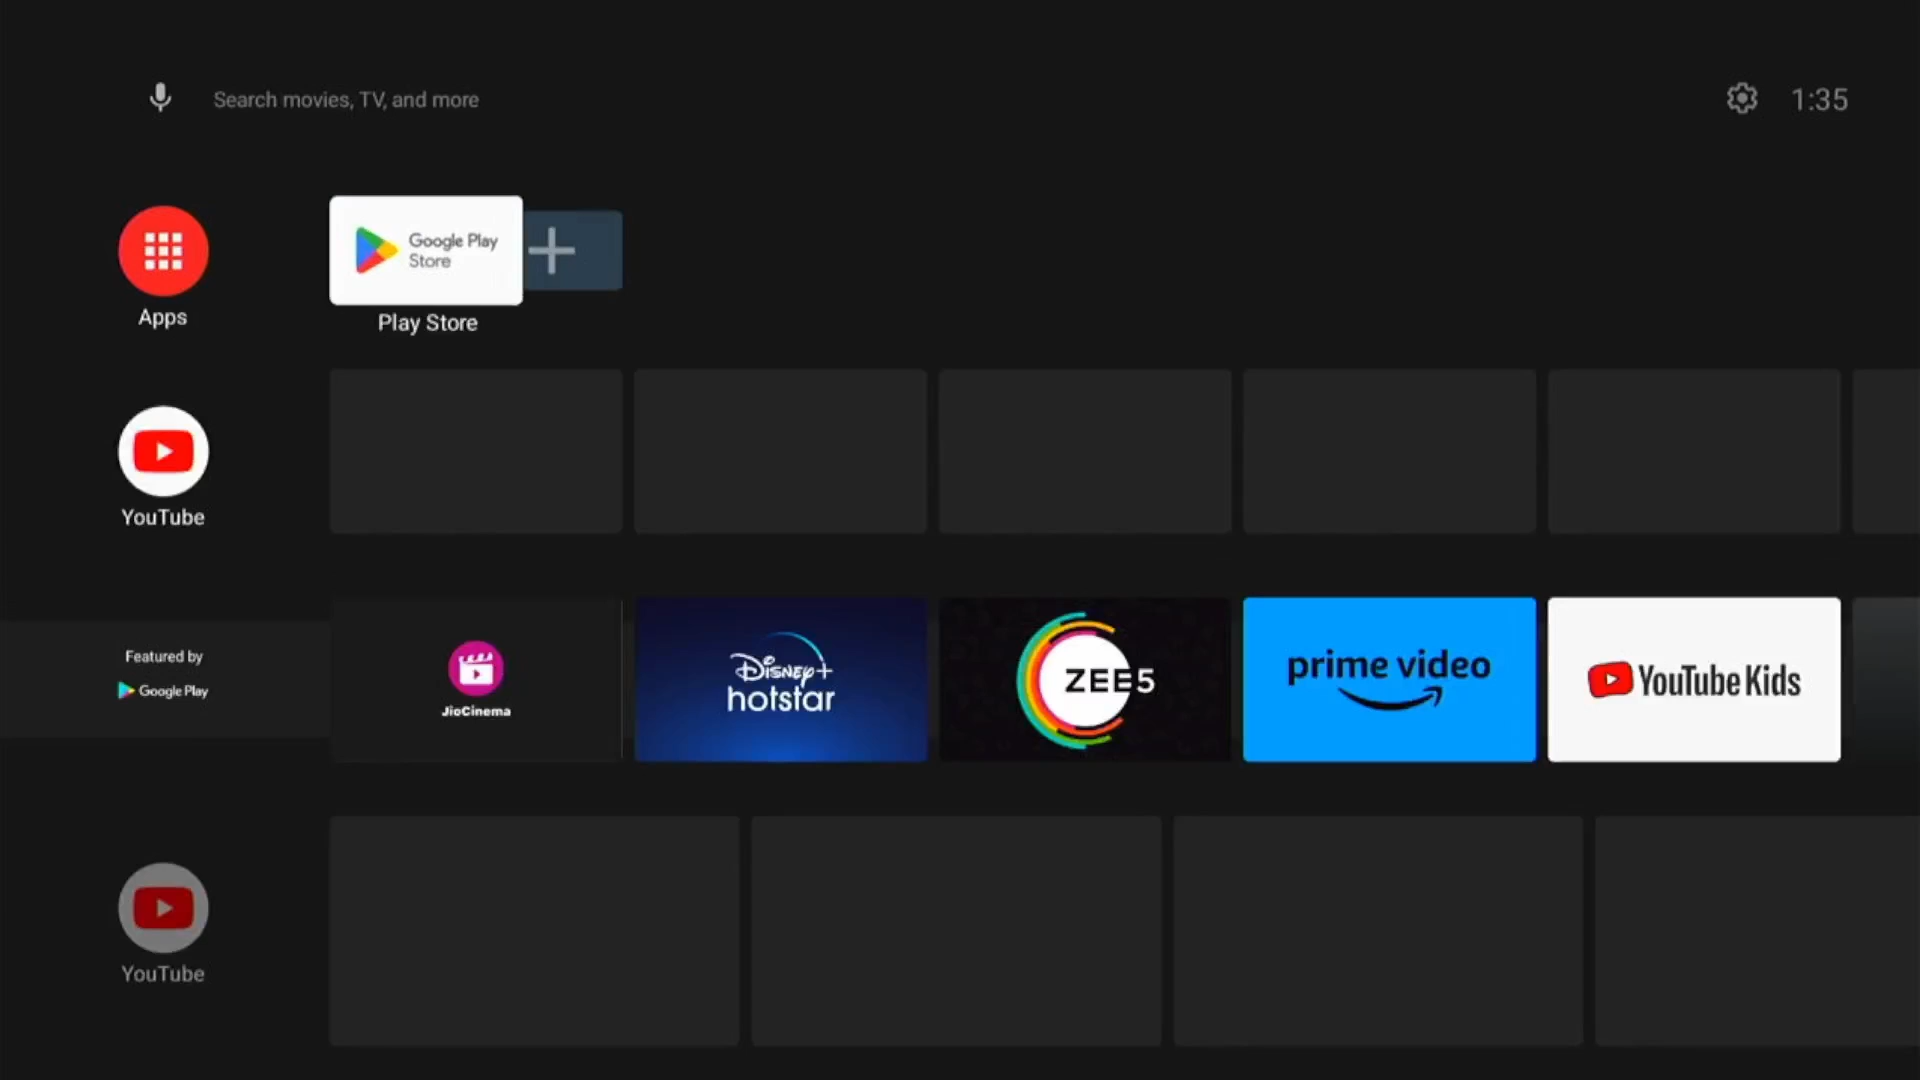 Search movies, TV, and more
1:35
Google Play
Store
Apps
Play Store
YouTube
Featured by
Google Play
JioCinema
Disney+
hotstar
ZEE5
prime video
YouTube Kids
YouTube